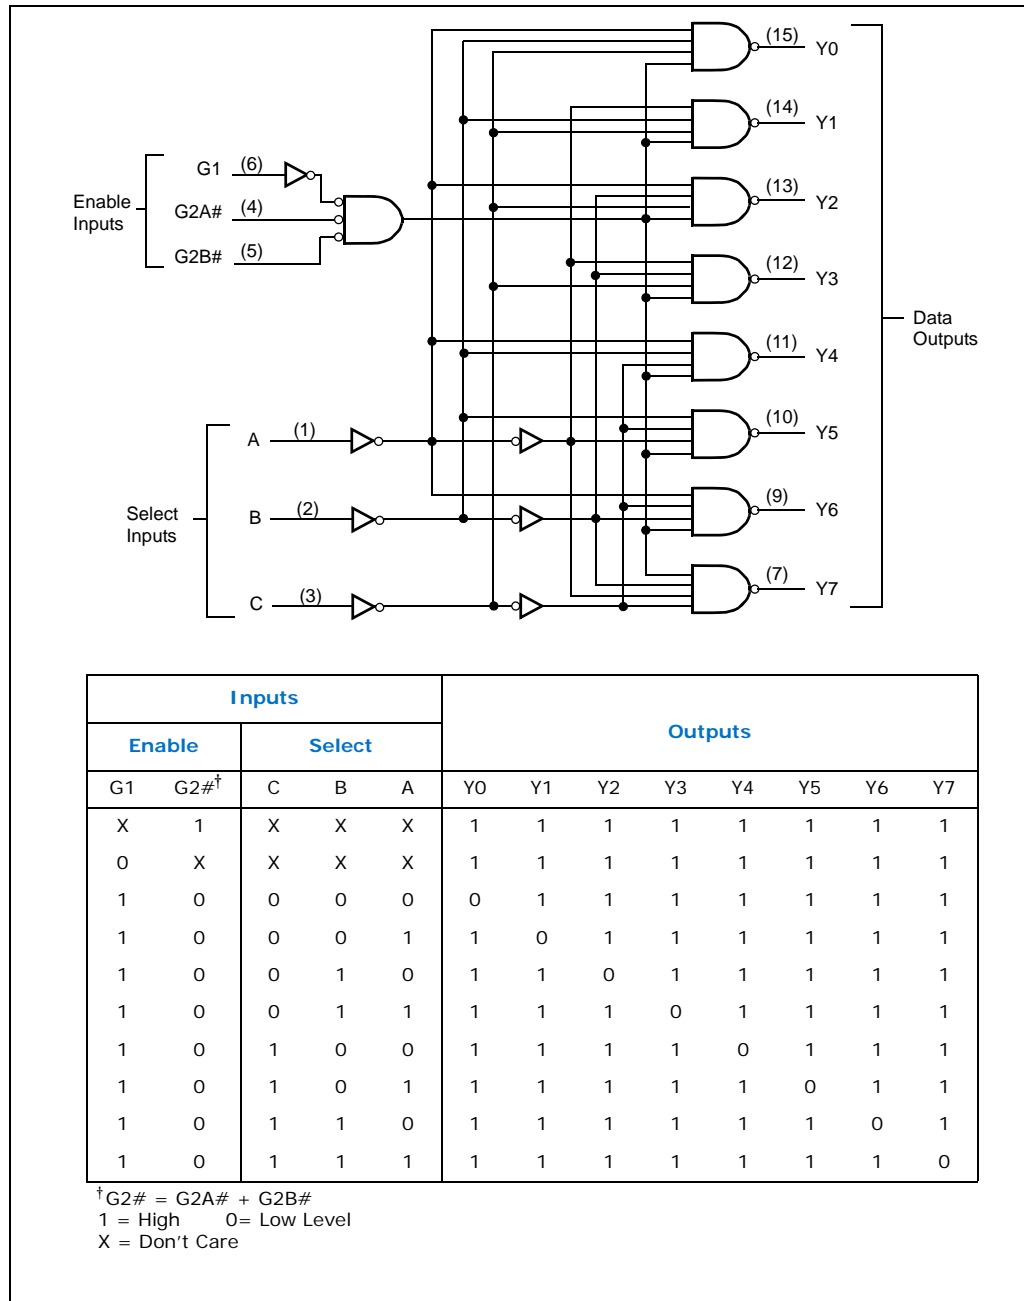 (15) Y0
(14) Y1
G1 (6)
(13) Y2
Enable
Inputs
G2A# (4)
G2B# (5)
(12) Y3
Data
Outputs
(11) Y4
(10) Y5
A (1)
(9) Y6
Select
Inputs
B (2)
(7) Y7
C (3)
Inputs
Outputs
Enable Select
G1 G2#† C B A Y0 Y1 Y2 Y3 Y4 Y5 Y6 Y7
X 1 X X X 1 1 1 1 1 1 1 1
0 X X X X 1 1 1 1 1 1 1 1
1 0 0 0 0 0 1 1 1 1 1 1 1
1 0 0 0 1 1 0 1 1 1 1 1 1
1 0 0 1 0 1 1 0 1 1 1 1 1
1 0 0 1 1 1 1 1 0 1 1 1 1
1 0 1 0 0 1 1 1 1 0 1 1 1
1 0 1 0 1 1 1 1 1 1 0 1 1
1 0 1 1 0 1 1 1 1 1 1 0 1
1 0 1 1 1 1 1 1 1 1 1 1 0
†G2# = G2A# + G2B#
1 = High 0= Low Level
X = Don't Care